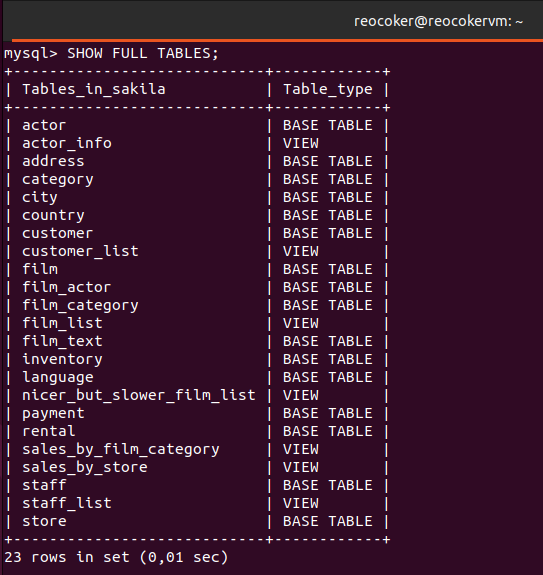 reocoker@reocokervm: ~
mysql> SHOW FULL TABLES;
+----------------------------+------------+
| Tables_in_sakila           | Table_type |
+----------------------------+------------+
| actor                      | BASE TABLE |
| actor_info                 | VIEW       |
| address                    | BASE TABLE |
| category                   | BASE TABLE |
| city                       | BASE TABLE |
| country                    | BASE TABLE |
| customer                   | BASE TABLE |
| customer_list              | VIEW       |
| film                       | BASE TABLE |
| film_actor                 | BASE TABLE |
| film_category              | BASE TABLE |
| film_list                  | VIEW       |
| film_text                  | BASE TABLE |
| inventory                  | BASE TABLE |
| language                   | BASE TABLE |
| nicer_but_slower_film_list | VIEW       |
| payment                    | BASE TABLE |
| rental                     | BASE TABLE |
| sales_by_film_category     | VIEW       |
| sales_by_store             | VIEW       |
| staff                      | BASE TABLE |
| staff_list                 | VIEW       |
| store                      | BASE TABLE |
+----------------------------+------------+
23 rows in set (0,01 sec)